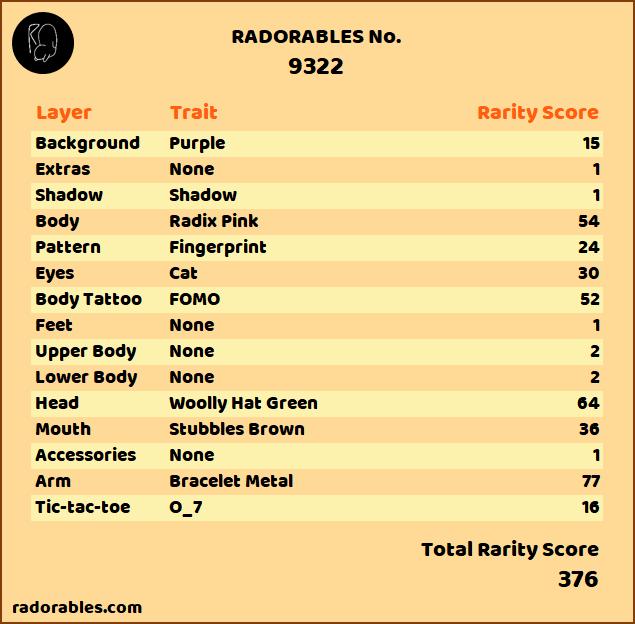 RADORABLES No.
9322
Layer Trait Rarity Score
Background Purple 15
Extras None 1
Shadow Shadow 1
Body Radix Pink 54
Pattern Fingerprint 24
Eyes Cat 30
Body Tattoo FOMO 52
Feet None 1
Upper Body None 2
Lower Body None 2
Head Woolly Hat Green 64
Mouth Stubbles Brown 36
Accessories None 1
Arm Bracelet Metal 77
Tic-tac-toe O_7 16
Total Rarity Score
376
radorables.com